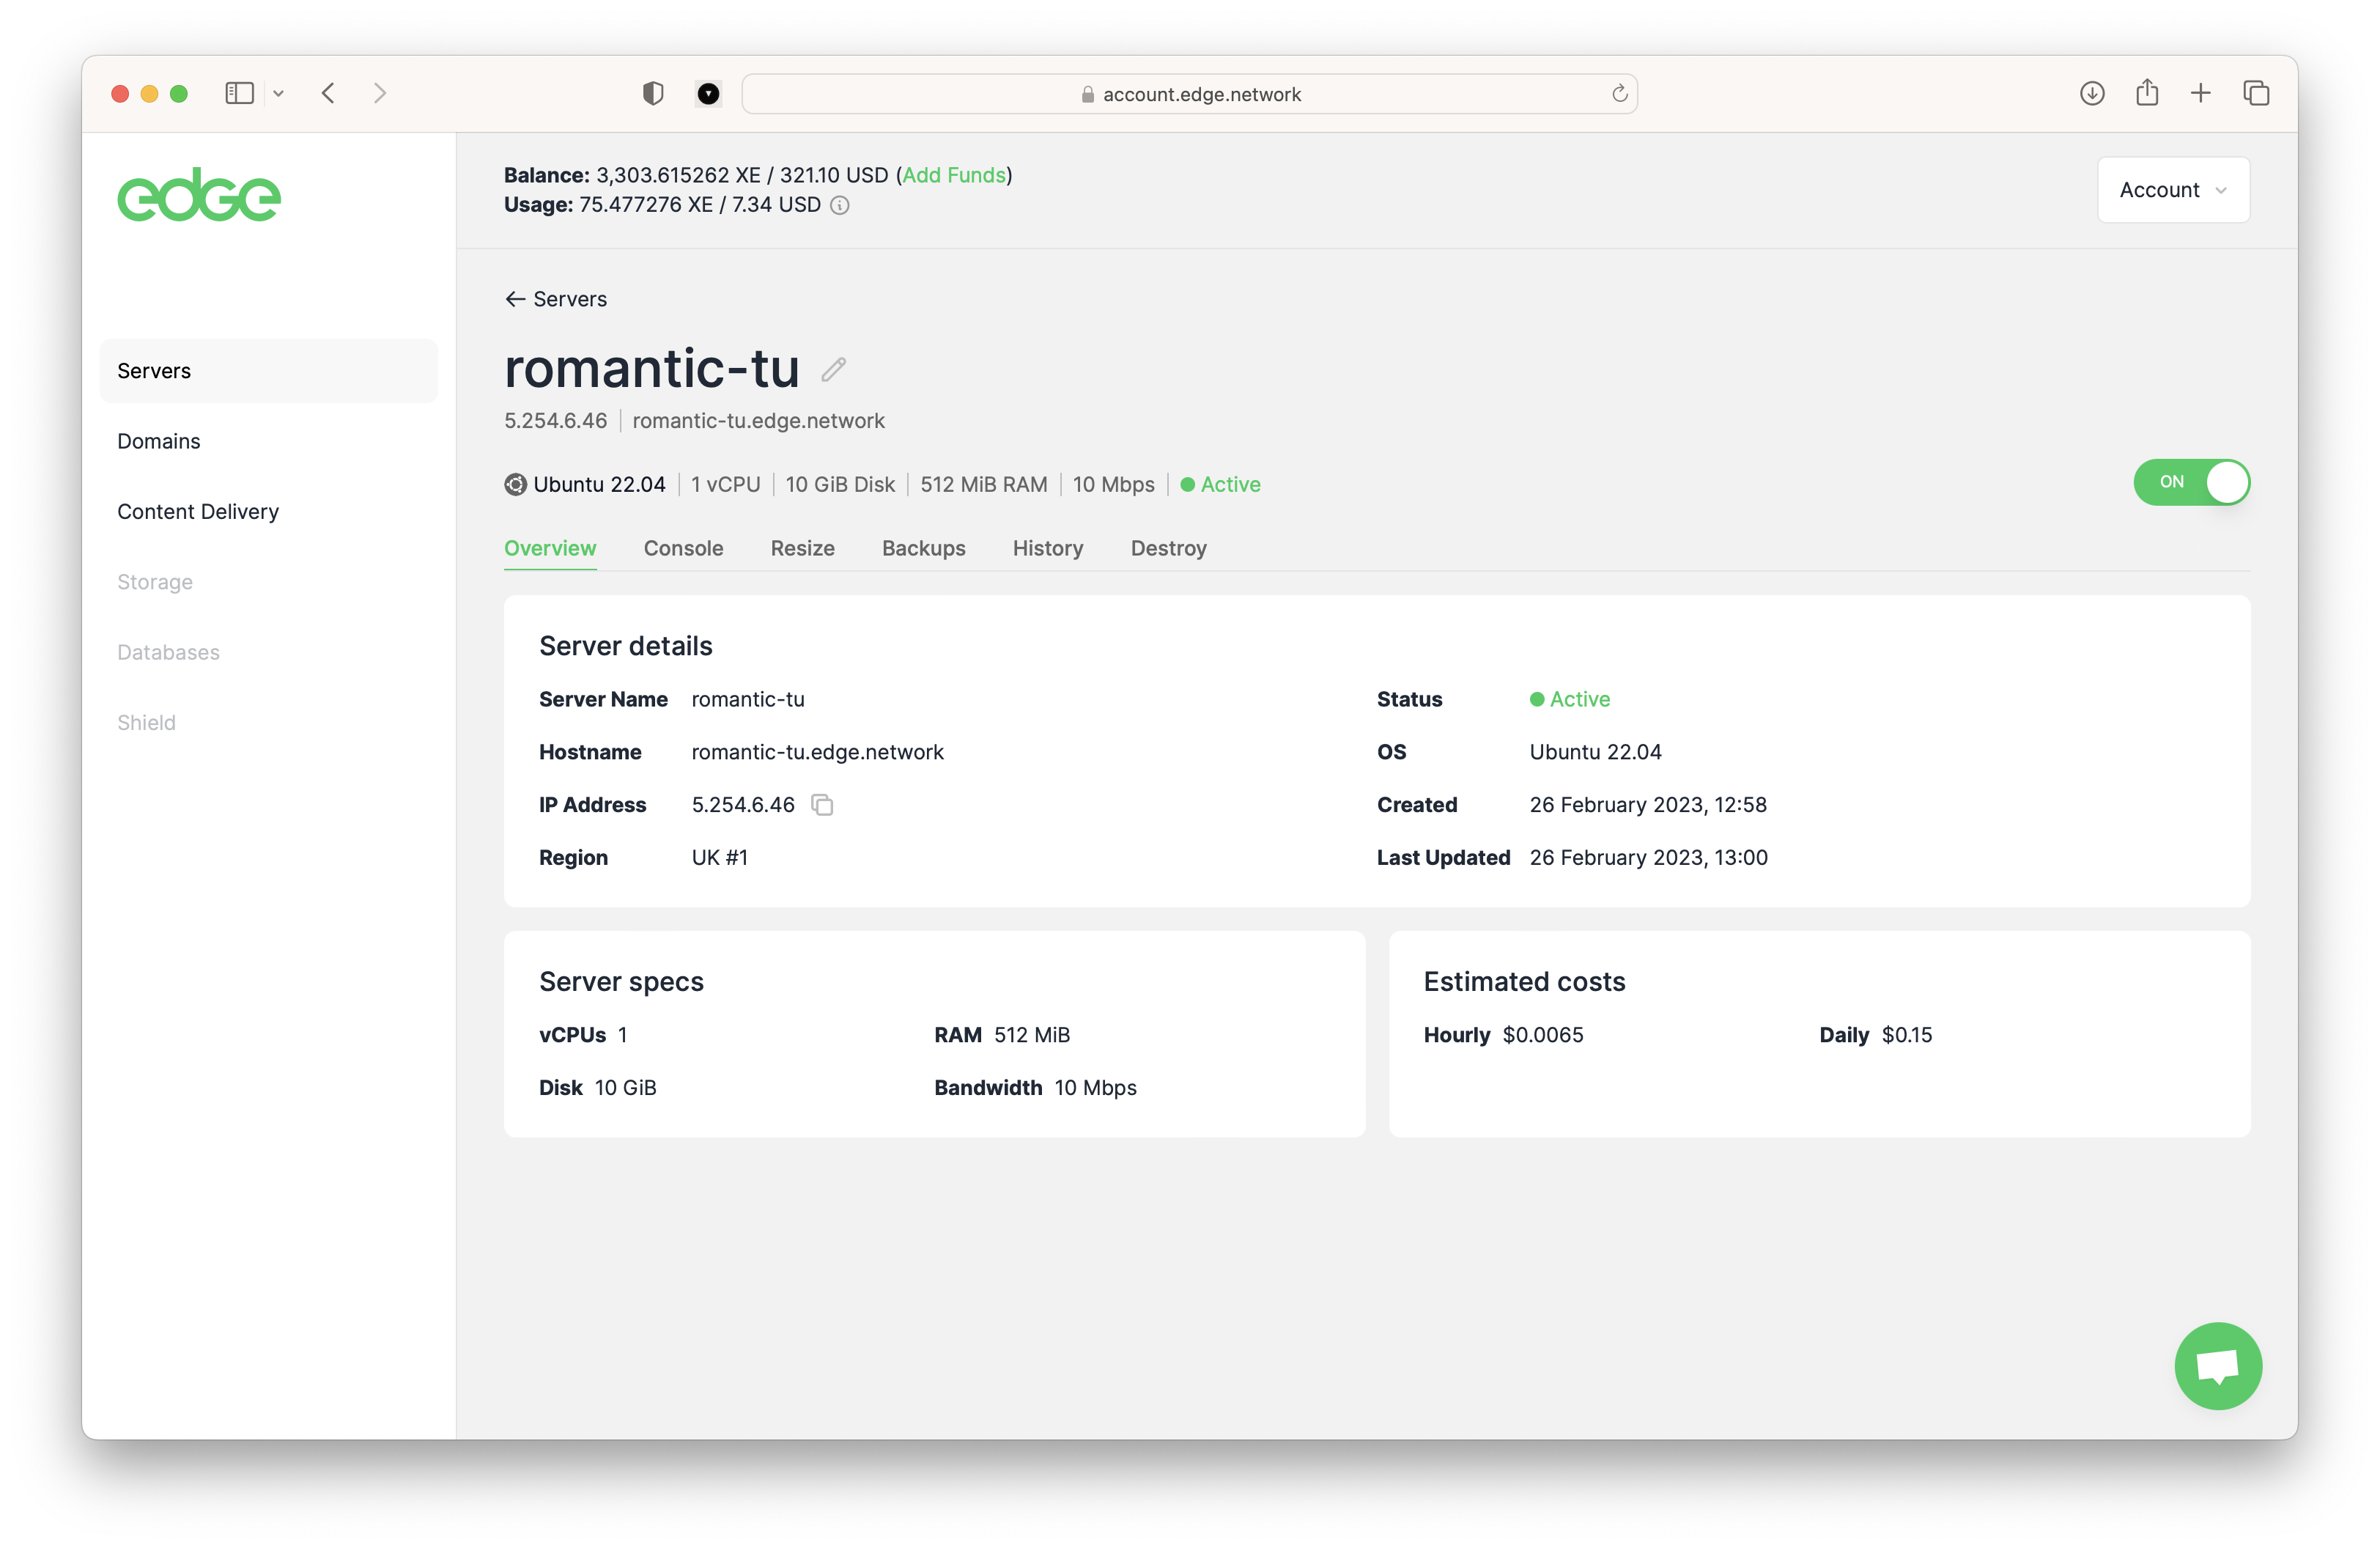 account.edge.network
edge
Balance: 3,303.615262 XE / 321.10 USD (Add Funds)
Usage: 75.477276 XE / 7.34 USD
Account
Servers
Domains
Content Delivery
Storage
Databases
Shield
← Servers
romantic-tu
5.254.6.46 | romantic-tu.edge.network
Ubuntu 22.04 | 1 vCPU | 10 GiB Disk | 512 MiB RAM | 10 Mbps | Active
ON
Overview Console Resize Backups History Destroy
Server details
Server Name romantic-tu
Hostname romantic-tu.edge.network
IP Address 5.254.6.46
Region UK #1
Status Active
OS Ubuntu 22.04
Created 26 February 2023, 12:58
Last Updated 26 February 2023, 13:00
Server specs
vCPUs 1
RAM 512 MiB
Disk 10 GiB
Bandwidth 10 Mbps
Estimated costs
Hourly $0.0065
Daily $0.15